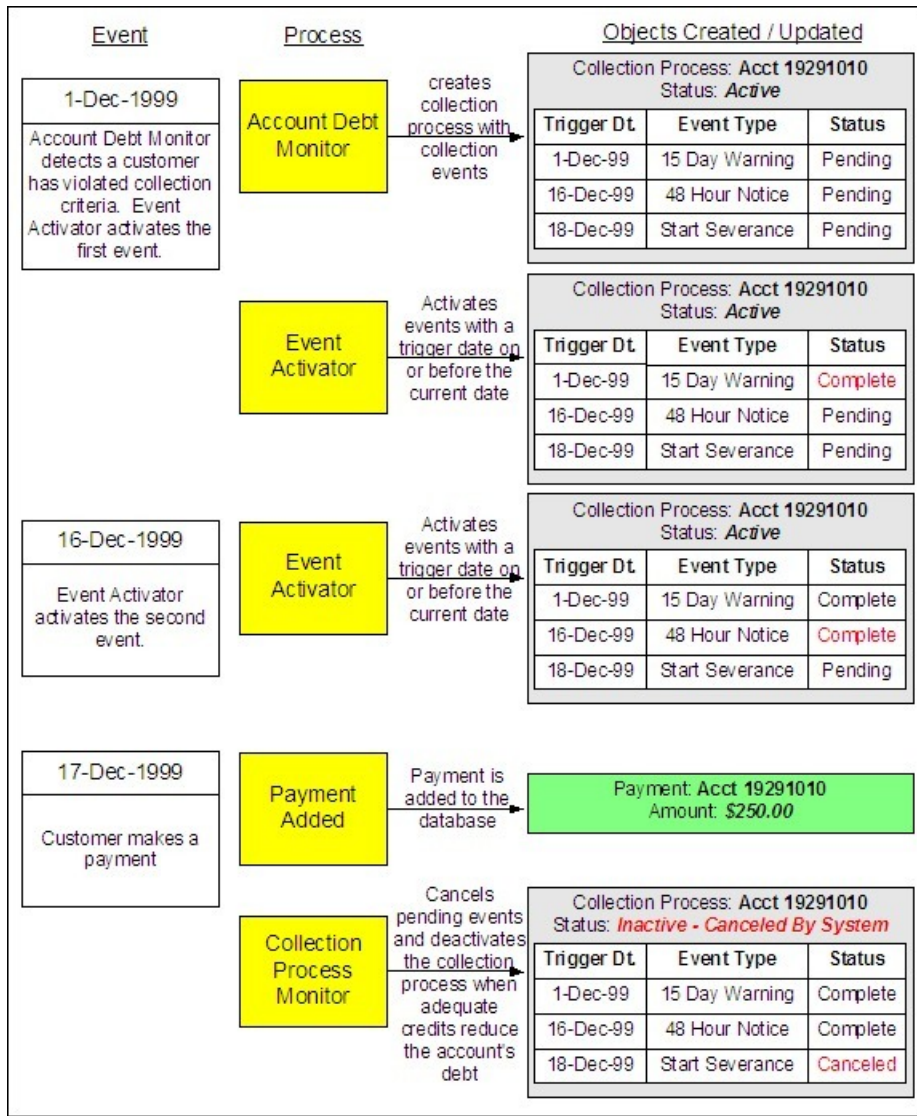 Event
Process
Objects Created / Updated
1-Dec-1999
Account Debt Monitor
detects a customer
has violated collection
criteria. Event
Activator activates the
first event.
Account Debt
Monitor
creates
collection
process with
collection
events
Collection Process: Acct 19291010
Status: Active
Trigger Dt. Event Type Status
1-Dec-99 15 Day Warning Pending
16-Dec-99 48 Hour Notice Pending
18-Dec-99 Start Severance Pending
Event
Activator
Activates
events with a
trigger date on
or before the
current date
Collection Process: Acct 19291010
Status: Active
Trigger Dt. Event Type Status
1-Dec-99 15 Day Warning Complete
16-Dec-99 48 Hour Notice Pending
18-Dec-99 Start Severance Pending
16-Dec-1999
Event Activator
activates the second
event.
Event
Activator
Activates
events with a
trigger date on
or before the
current date
Collection Process: Acct 19291010
Status: Active
Trigger Dt. Event Type Status
1-Dec-99 15 Day Warning Complete
16-Dec-99 48 Hour Notice Complete
18-Dec-99 Start Severance Pending
17-Dec-1999
Customer makes a
payment
Payment
Added
Payment is
added to the
database
Payment: Acct 19291010
Amount: $250.00
Collection
Process
Monitor
Cancels
pending events
and deactivates
the collection
process when
adequate
credits reduce
the account's
debt
Collection Process: Acct 19291010
Status: Inactive - Canceled By System
Trigger Dt. Event Type Status
1-Dec-99 15 Day Warning Complete
16-Dec-99 48 Hour Notice Complete
18-Dec-99 Start Severance Canceled